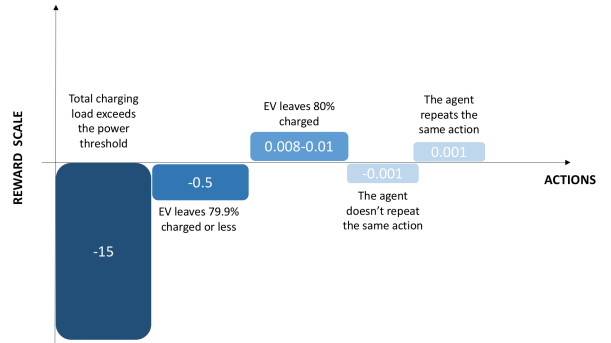 REWARD SCALE
Total charging
load exceeds
the power
threshold
-15
-0.5
EV leaves 79.9%
charged or less
EV leaves 80%
charged
0.008-0.01
-0.001
The agent
doesn't repeat
the same action
The agent
repeats the
same action
0.001
ACTIONS